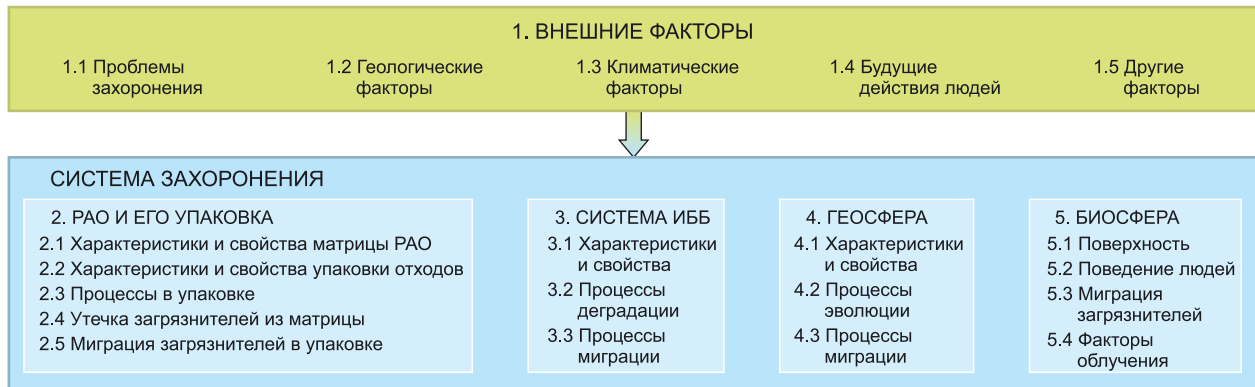 1. ВНЕШНИЕ ФАКТОРЫ
1.1 Проблемы
захоронения
1.2 Геологические
факторы
1.3 Климатические
факторы
1.4 Будущие
действия людей
1.5 Другие
факторы
СИСТЕМА ЗАХОРОНЕНИЯ
2. РАО И ЕГО УПАКОВКА
2.1 Характеристики и свойства матрицы РАО
2.2 Характеристики и свойства упаковки отходов
2.3 Процессы в упаковке
2.4 Утечка загрязнителей из матрицы
2.5 Миграция загрязнителей в упаковке
3. СИСТЕМА ИББ
3.1 Характеристики
и свойства
3.2 Процессы
деградации
3.3 Процессы
миграции
4. ГЕОСФЕРА
4.1 Характеристики
и свойства
4.2 Процессы
эволюции
4.3 Процессы
миграции
5. БИОСФЕРА
5.1 Поверхность
5.2 Поведение людей
5.3 Миграция
загрязнителей
5.4 Факторы
облучения